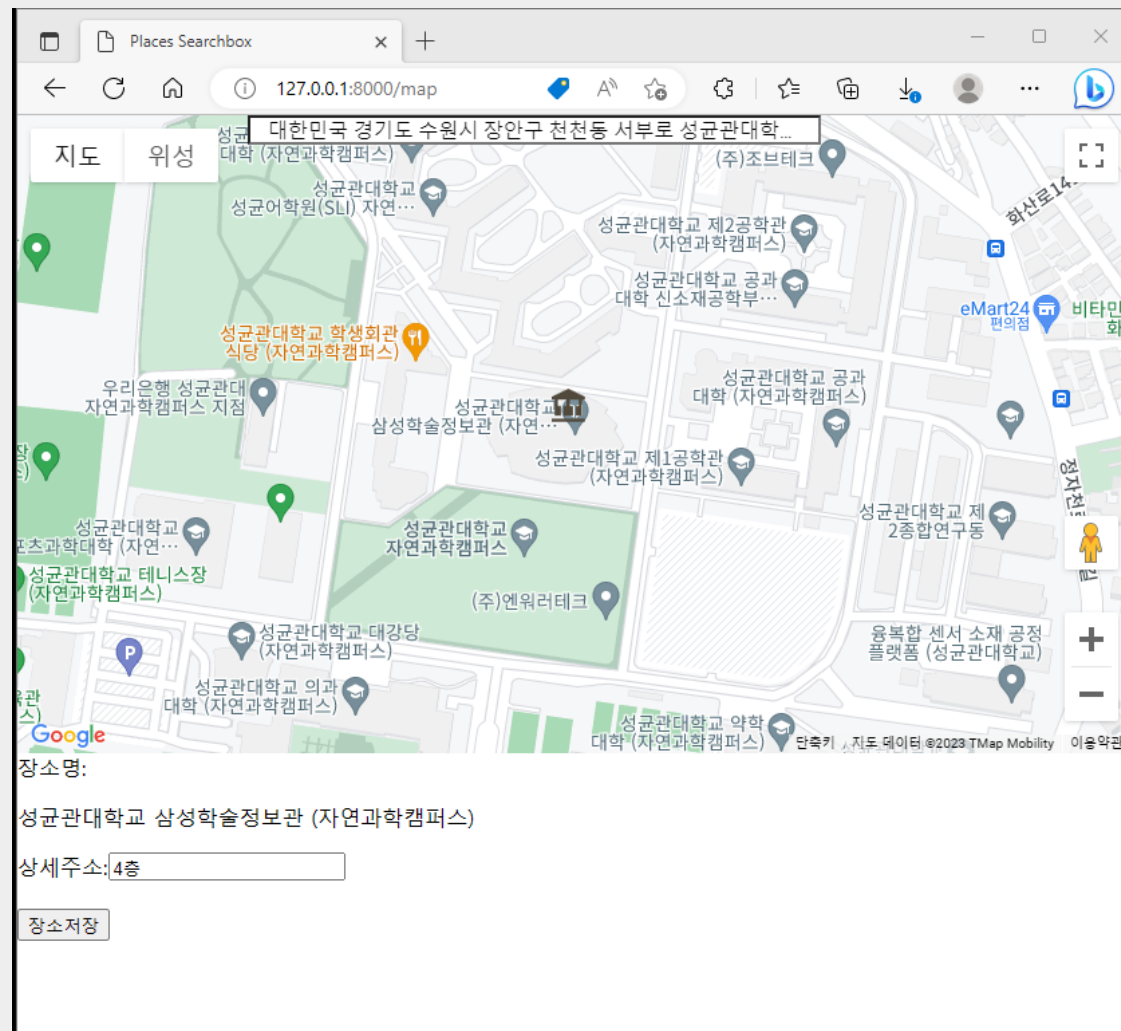 Places Searchbox
127.0.0.1:8000/map
대한민국 경기도 수원시 장안구 천천동 서부로 성균관대학...
지도
위성
대학 (자연과학캠퍼스)
(주)조브테크
성균관대학교
성균어학원(SLI) 자연…
성균관대학교 제2공학관
(자연과학캠퍼스)
성균관대학교 공과
대학 신소재공학부…
eMart24
편의점
비타민
성균관대학교 학생회관
식당 (자연과학캠퍼스)
우리은행 성균관대
자연과학캠퍼스 지점
성균관대학교
삼성학술정보관 (자연…
성균관대학교 공과
대학 (자연과학캠퍼스)
성균관대학교 제1공학관
(자연과학캠퍼스)
성균관대학교
자연과학캠퍼스
성균관대학교 제
2종합연구동
성균관대학교
포츠과학대학 (자연…
성균관대학교 테니스장
(자연과학캠퍼스)
(주)엔워러테크
P
성균관대학교 대강당
(자연과학캠퍼스)
융복합 센서 소재 공정
플랫폼 (성균관대학교)
성균관대학교 의과
대학 (자연과학캠퍼스)
성균관대학교 약학
대학 (자연과학캠퍼스)
Google
단축키
지도 데이터 ©2023 TMap Mobility
이용약관
장소명:
성균관대학교 삼성학술정보관 (자연과학캠퍼스)
상세주소: 4층
장소저장